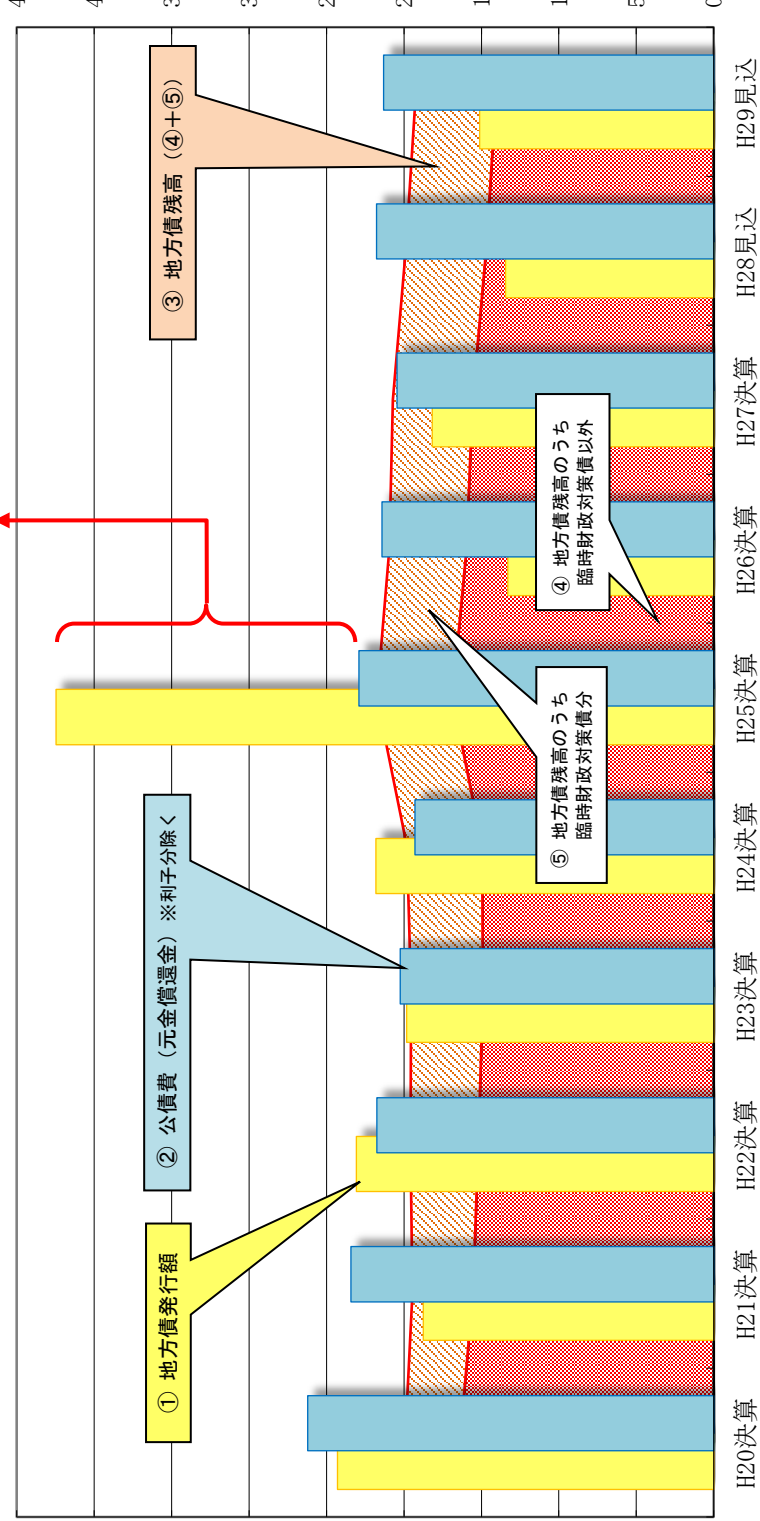 ① 地方債発行額
② 公債費（元金償還金）※利子分除く
③ 地方債残高（④＋⑤）
④ 地方債残高のうち
臨時財政対策債以外
⑤ 地方債残高のうち
臨時財政対策債分
H20決算
H21決算
H22決算
H23決算
H24決算
H25決算
H26決算
H27決算
H28見込
H29見込